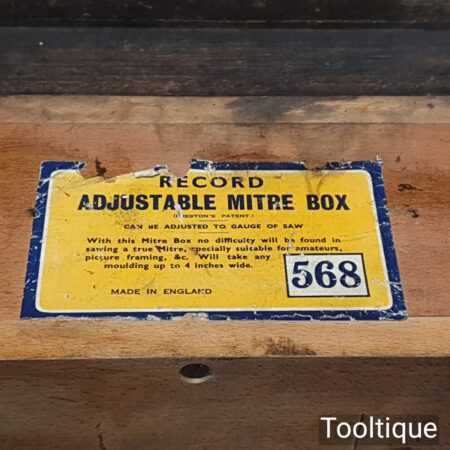 RECORD
ADJUSTABLE MITRE BOX
(PRESTON'S PATENT.)
CAN BE ADJUSTED TO GAUGE OF SAW
With this Mitre Box no difficulty will be found in
sawing a true Mitre, specially suitable for amateurs,
picture framing, &c. Will take any
moulding up to 4 inches wide.
568
MADE IN ENGLAND
Tooltique